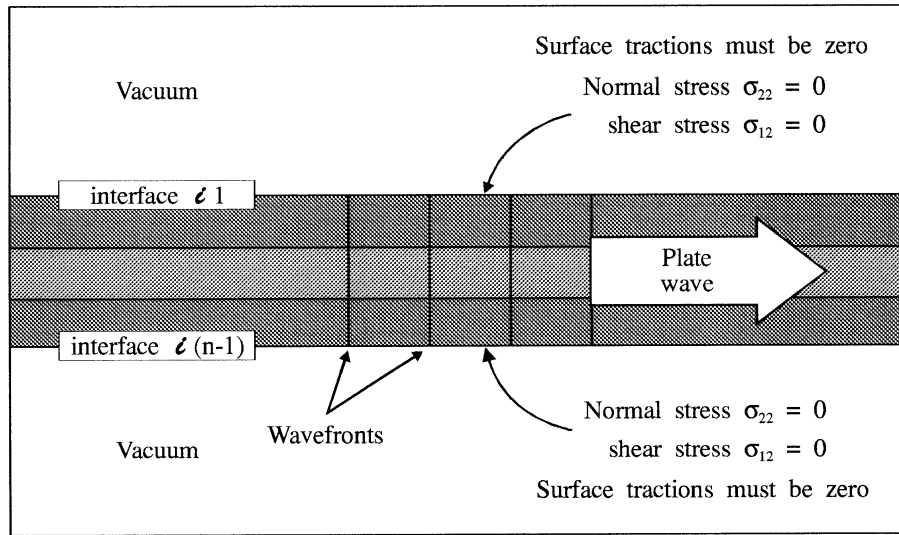 Surface tractions must be zero
Vacuum
Normal stress σ₂₂ = 0
shear stress σ₁₂ = 0
interface i 1
Plate
wave
interface i (n-1)
Normal stress σ₂₂ = 0
Wavefronts
shear stress σ₁₂ = 0
Vacuum
Surface tractions must be zero